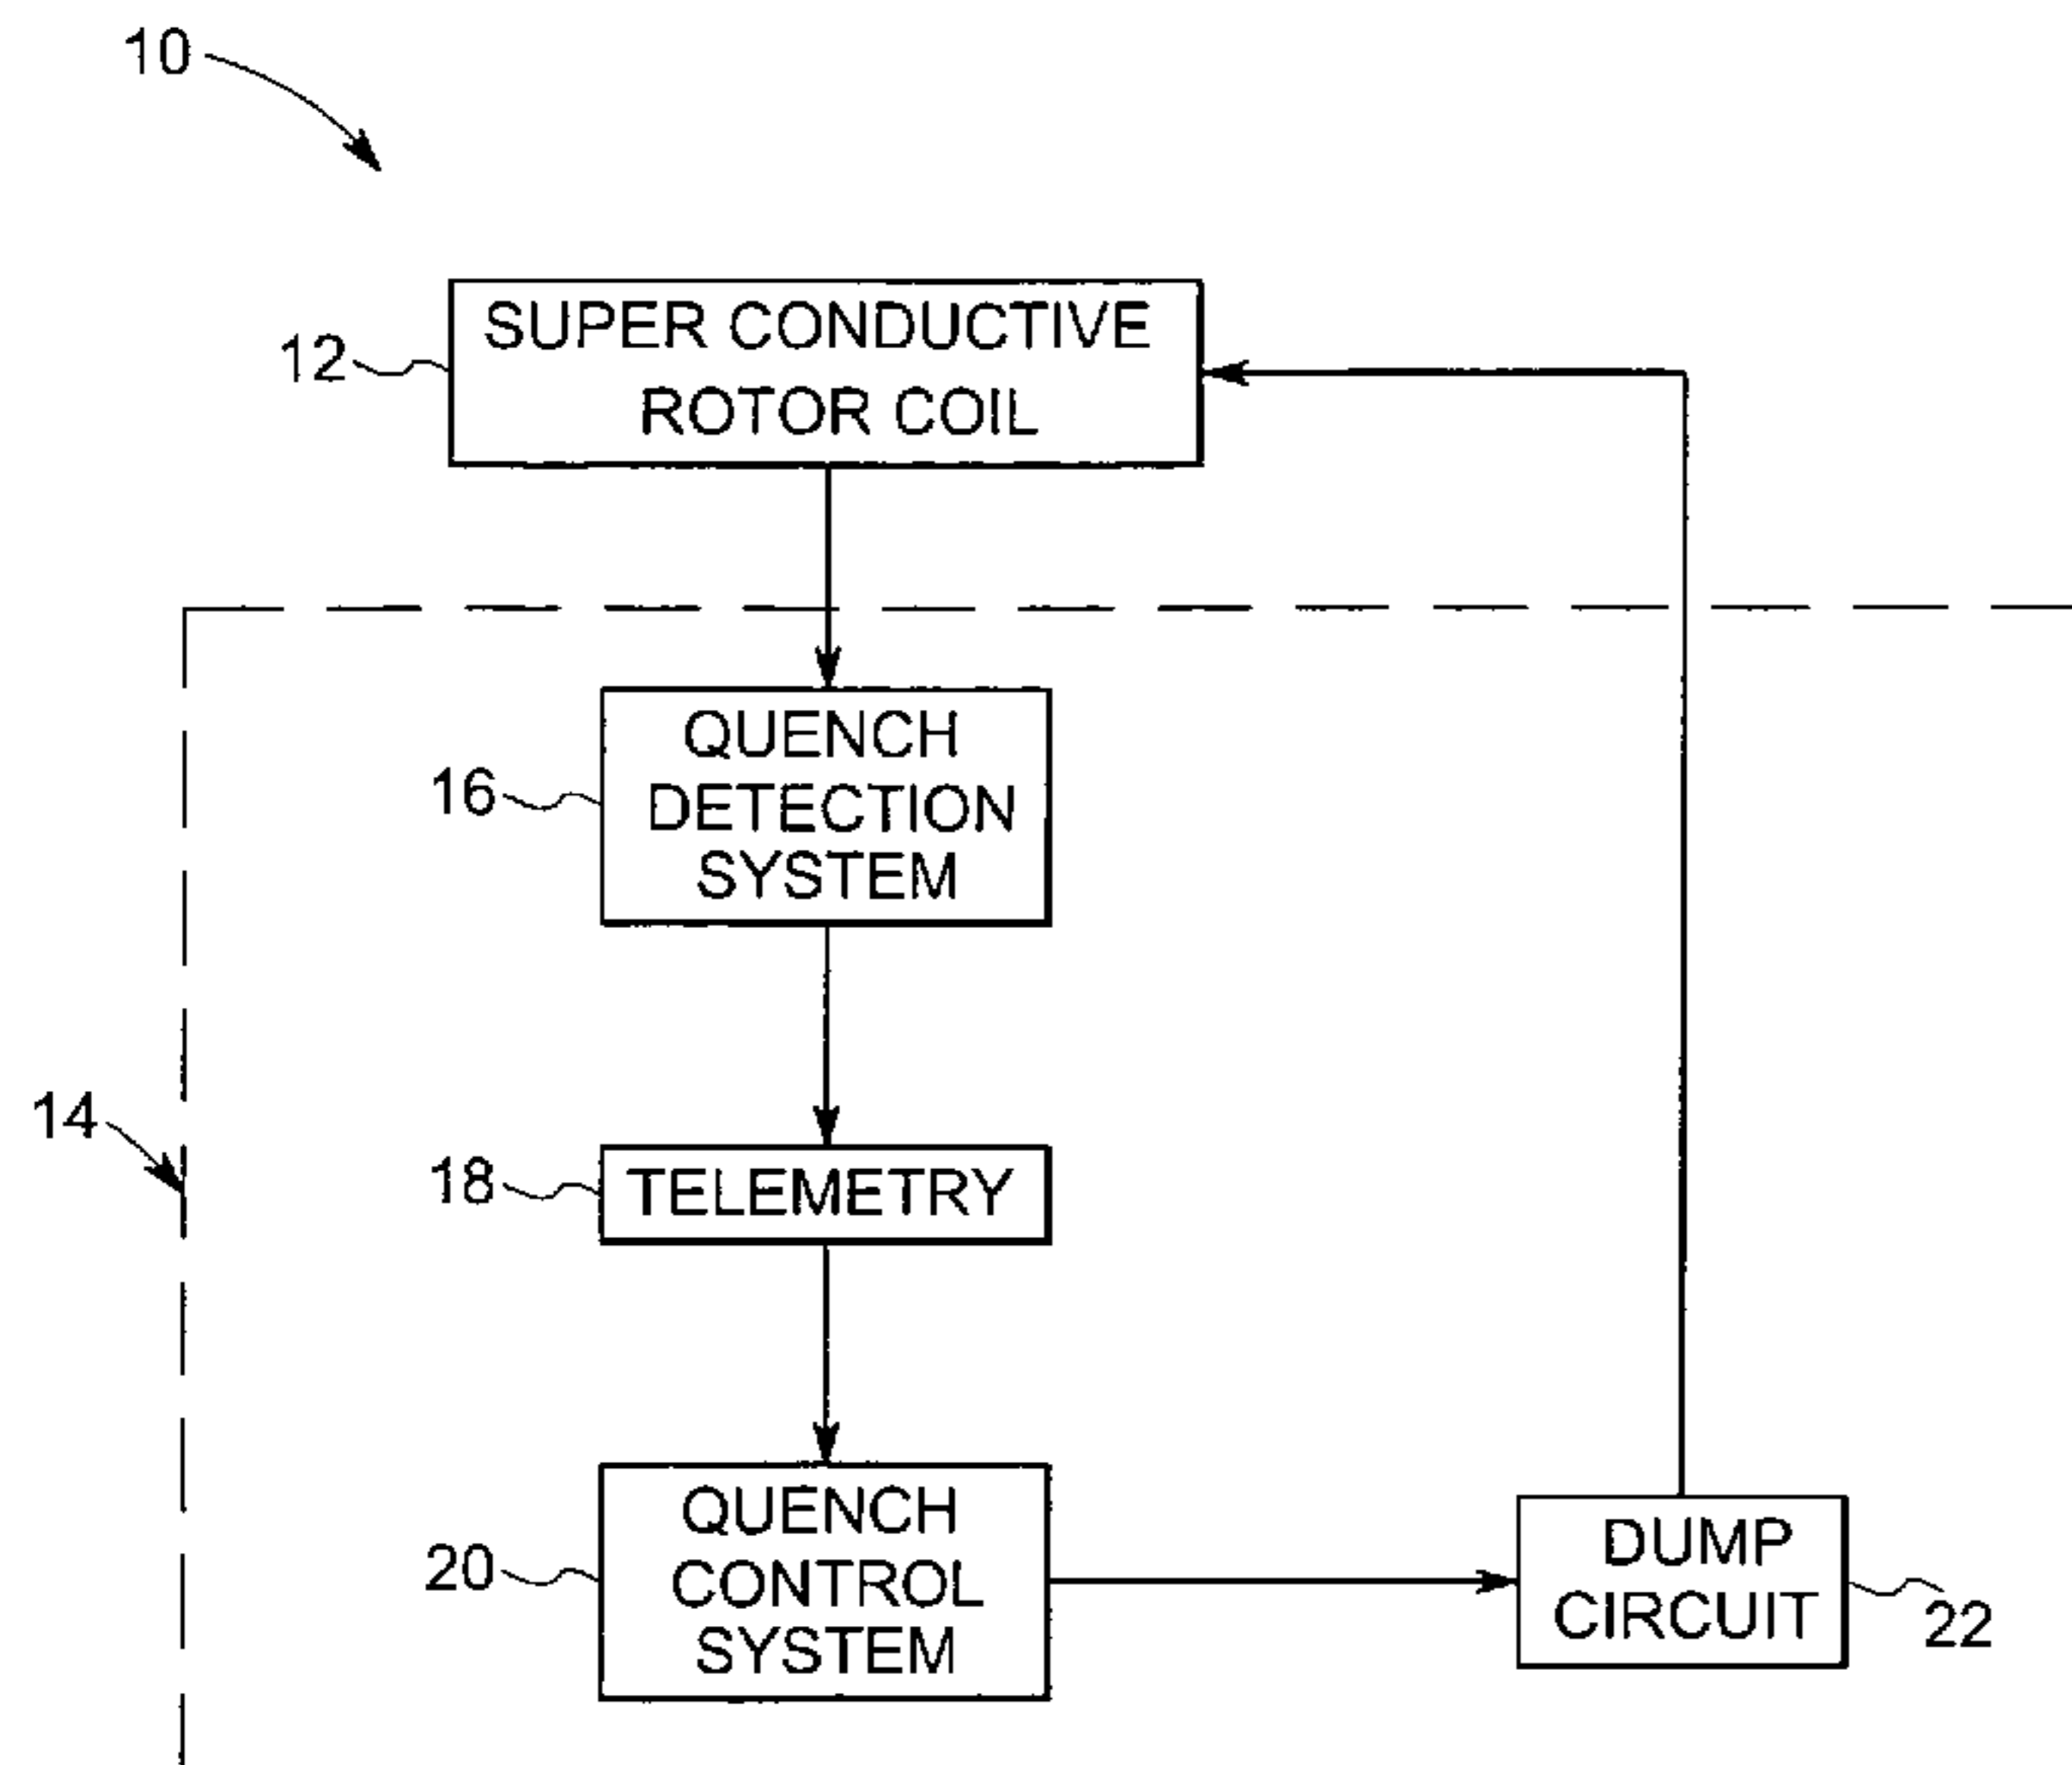 10
12
SUPER CONDUCTIVE
ROTOR COIL
16
QUENCH
DETECTION
SYSTEM
14
18
TELEMETRY
20
QUENCH
CONTROL
SYSTEM
DUMP
CIRCUIT
22